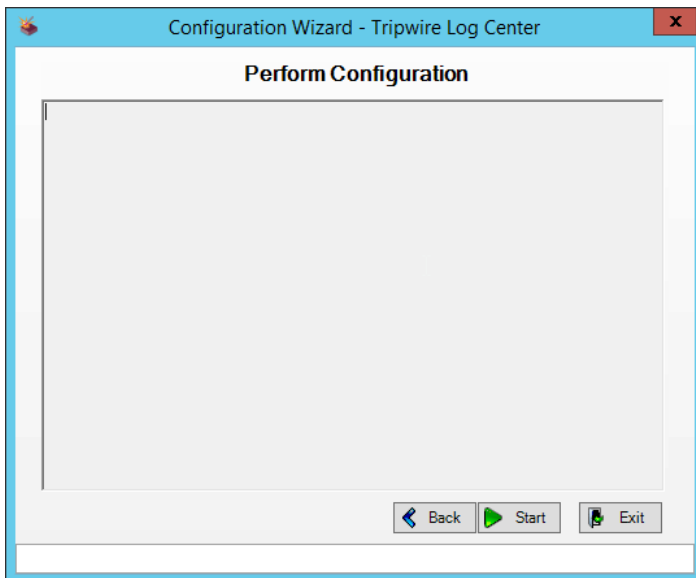 Configuration Wizard - Tripwire Log Center
x
Perform Configuration
Back Start Exit